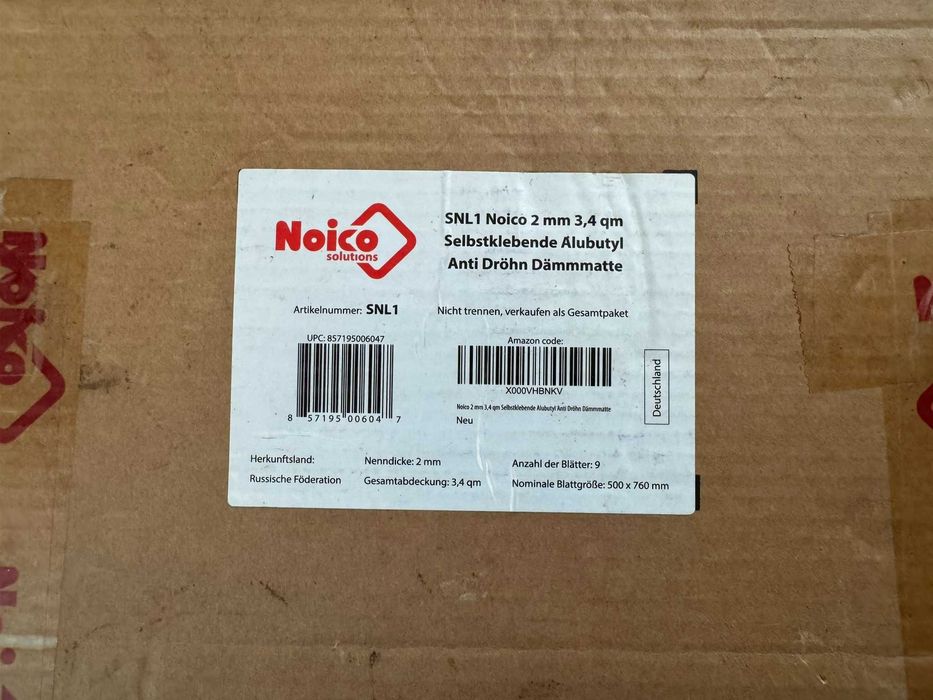 Noico
solutions
SNL1 Noico 2 mm 3,4 qm
Selbstklebende Alubutyl
Anti Dröhn Dämmmatte
Artikelnummer: SNL1
Nicht trennen, verkaufen als Gesamtpaket
UPC: 857195006047
8 57195 00604 7
Amazon code:
X000VHBNKV
Noico 2 mm 3,4 qm Selbstklebende Alubutyl Anti Dröhn Dämmmatte
Neu
Deutschland
Herkunftsland:
Russische Föderation
Nenndicke: 2 mm
Gesamtabdeckung: 3,4 qm
Anzahl der Blätter: 9
Nominale Blattgröße: 500 x 760 mm
Noico